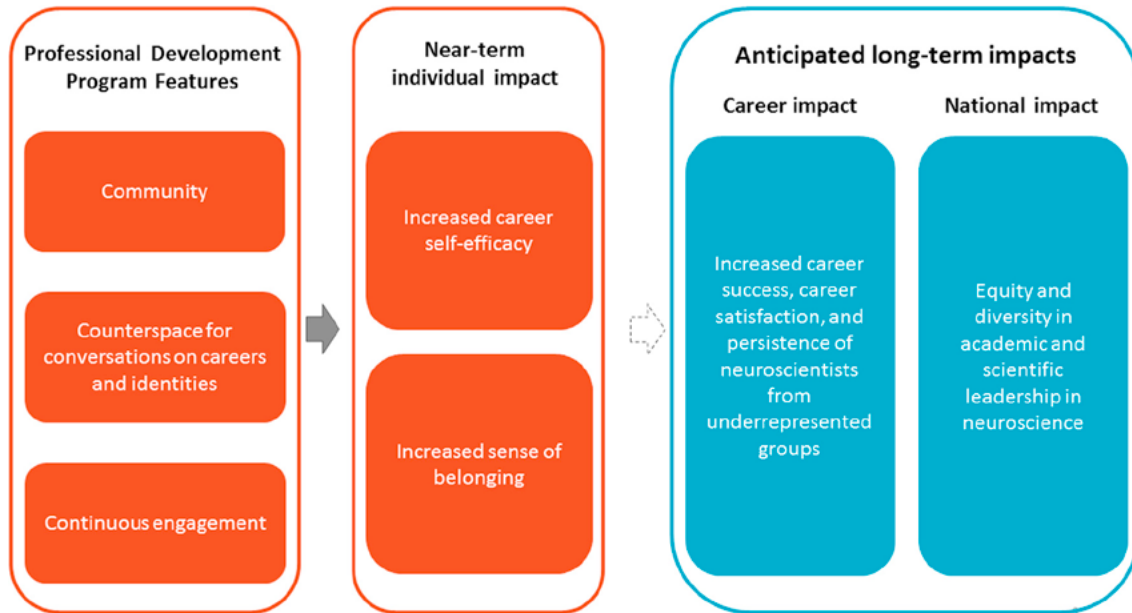 Professional Development
Program Features
Community
Counterspace for
conversations on careers
and identities
Continuous engagement
Near-term
individual impact
Increased career
self-efficacy
Increased sense of
belonging
Anticipated long-term impacts
Career impact
Increased career
success, career
satisfaction, and
persistence of
neuroscientists
from
underrepresented
groups
National impact
Equity and
diversity in
academic and
scientific
leadership in
neuroscience